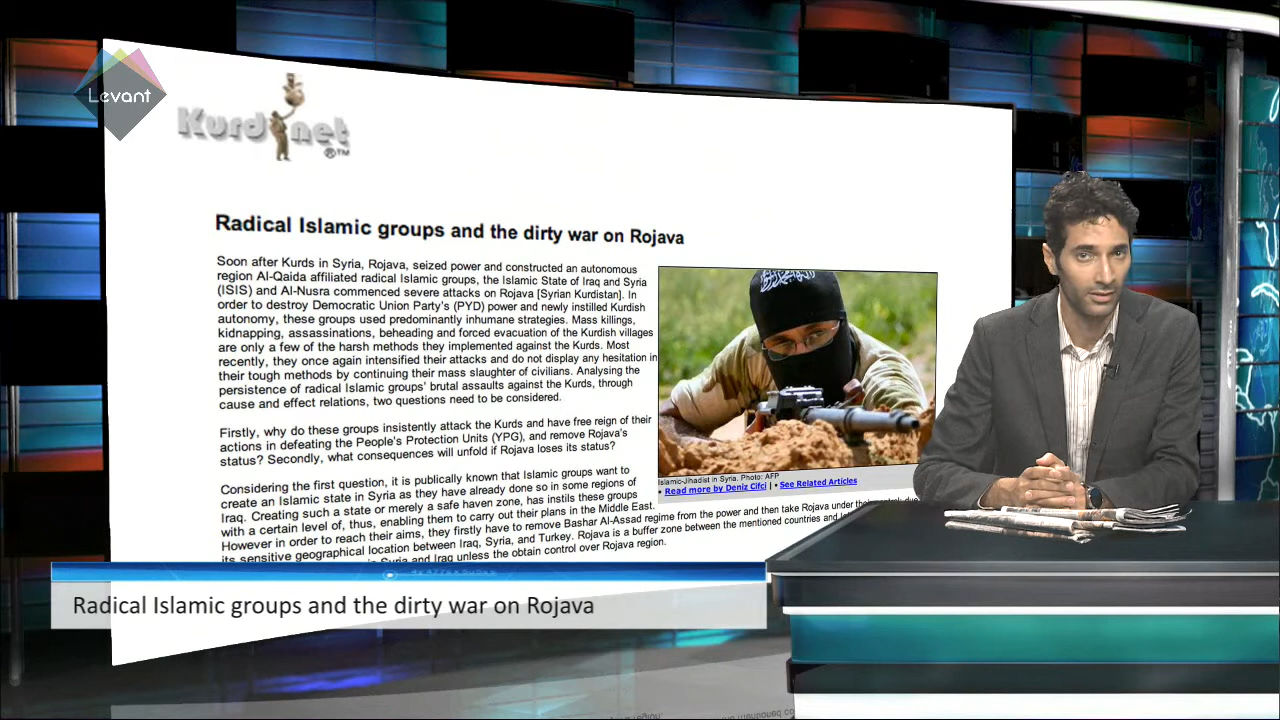 Levant
Kurd net
®™
Radical Islamic groups and the dirty war on Rojava
Soon after Kurds in Syria, Rojava, seized power and constructed an autonomous
region Al-Qaida affiliated radical Islamic groups, the Islamic State of Iraq and Syria
(ISIS) and Al-Nusra commenced severe attacks on Rojava [Syrian Kurdistan]. In
order to destroy Democratic Union Party's (PYD) power and newly instilled Kurdish
autonomy, these groups used predominantly inhumane strategies. Mass killings,
kidnapping, assassinations, beheading and forced evacuation of the Kurdish villages
are only a few of the harsh methods they implemented against the Kurds. Most
recently, they once again intensified their attacks and do not display any hesitation in
their tough methods by continuing their mass slaughter of civilians. Analysing the
persistence of radical Islamic groups' brutal assaults against the Kurds, through
cause and effect relations, two questions need to be considered.
Firstly, why do these groups insistently attack the Kurds and have free reign of their
actions in defeating the People's Protection Units (YPG), and remove Rojava's
status? Secondly, what consequences will unfold if Rojava loses its status?
Considering the first question, it is publically known that Islamic groups want to
create an Islamic state in Syria as they have already done so in some regions of
Iraq. Creating such a state or merely a safe haven zone, has instils these groups
with a certain level of, thus, enabling them to carry out their plans in the Middle East.
However in order to reach their aims, they firstly have to remove Bashar Al-Assad regime from the power and then take Rojava under their control, due
its sensitive geographical location between Iraq, Syria, and Turkey. Rojava is a buffer zone between the mentioned countries and
in Syria and Iraq unless the obtain control over Rojava region.
Islamic-Jihadist in Syria. Photo: AFP
• Read more by Deniz Cifci | • See Related Articles
Radical Islamic groups and the dirty war on Rojava